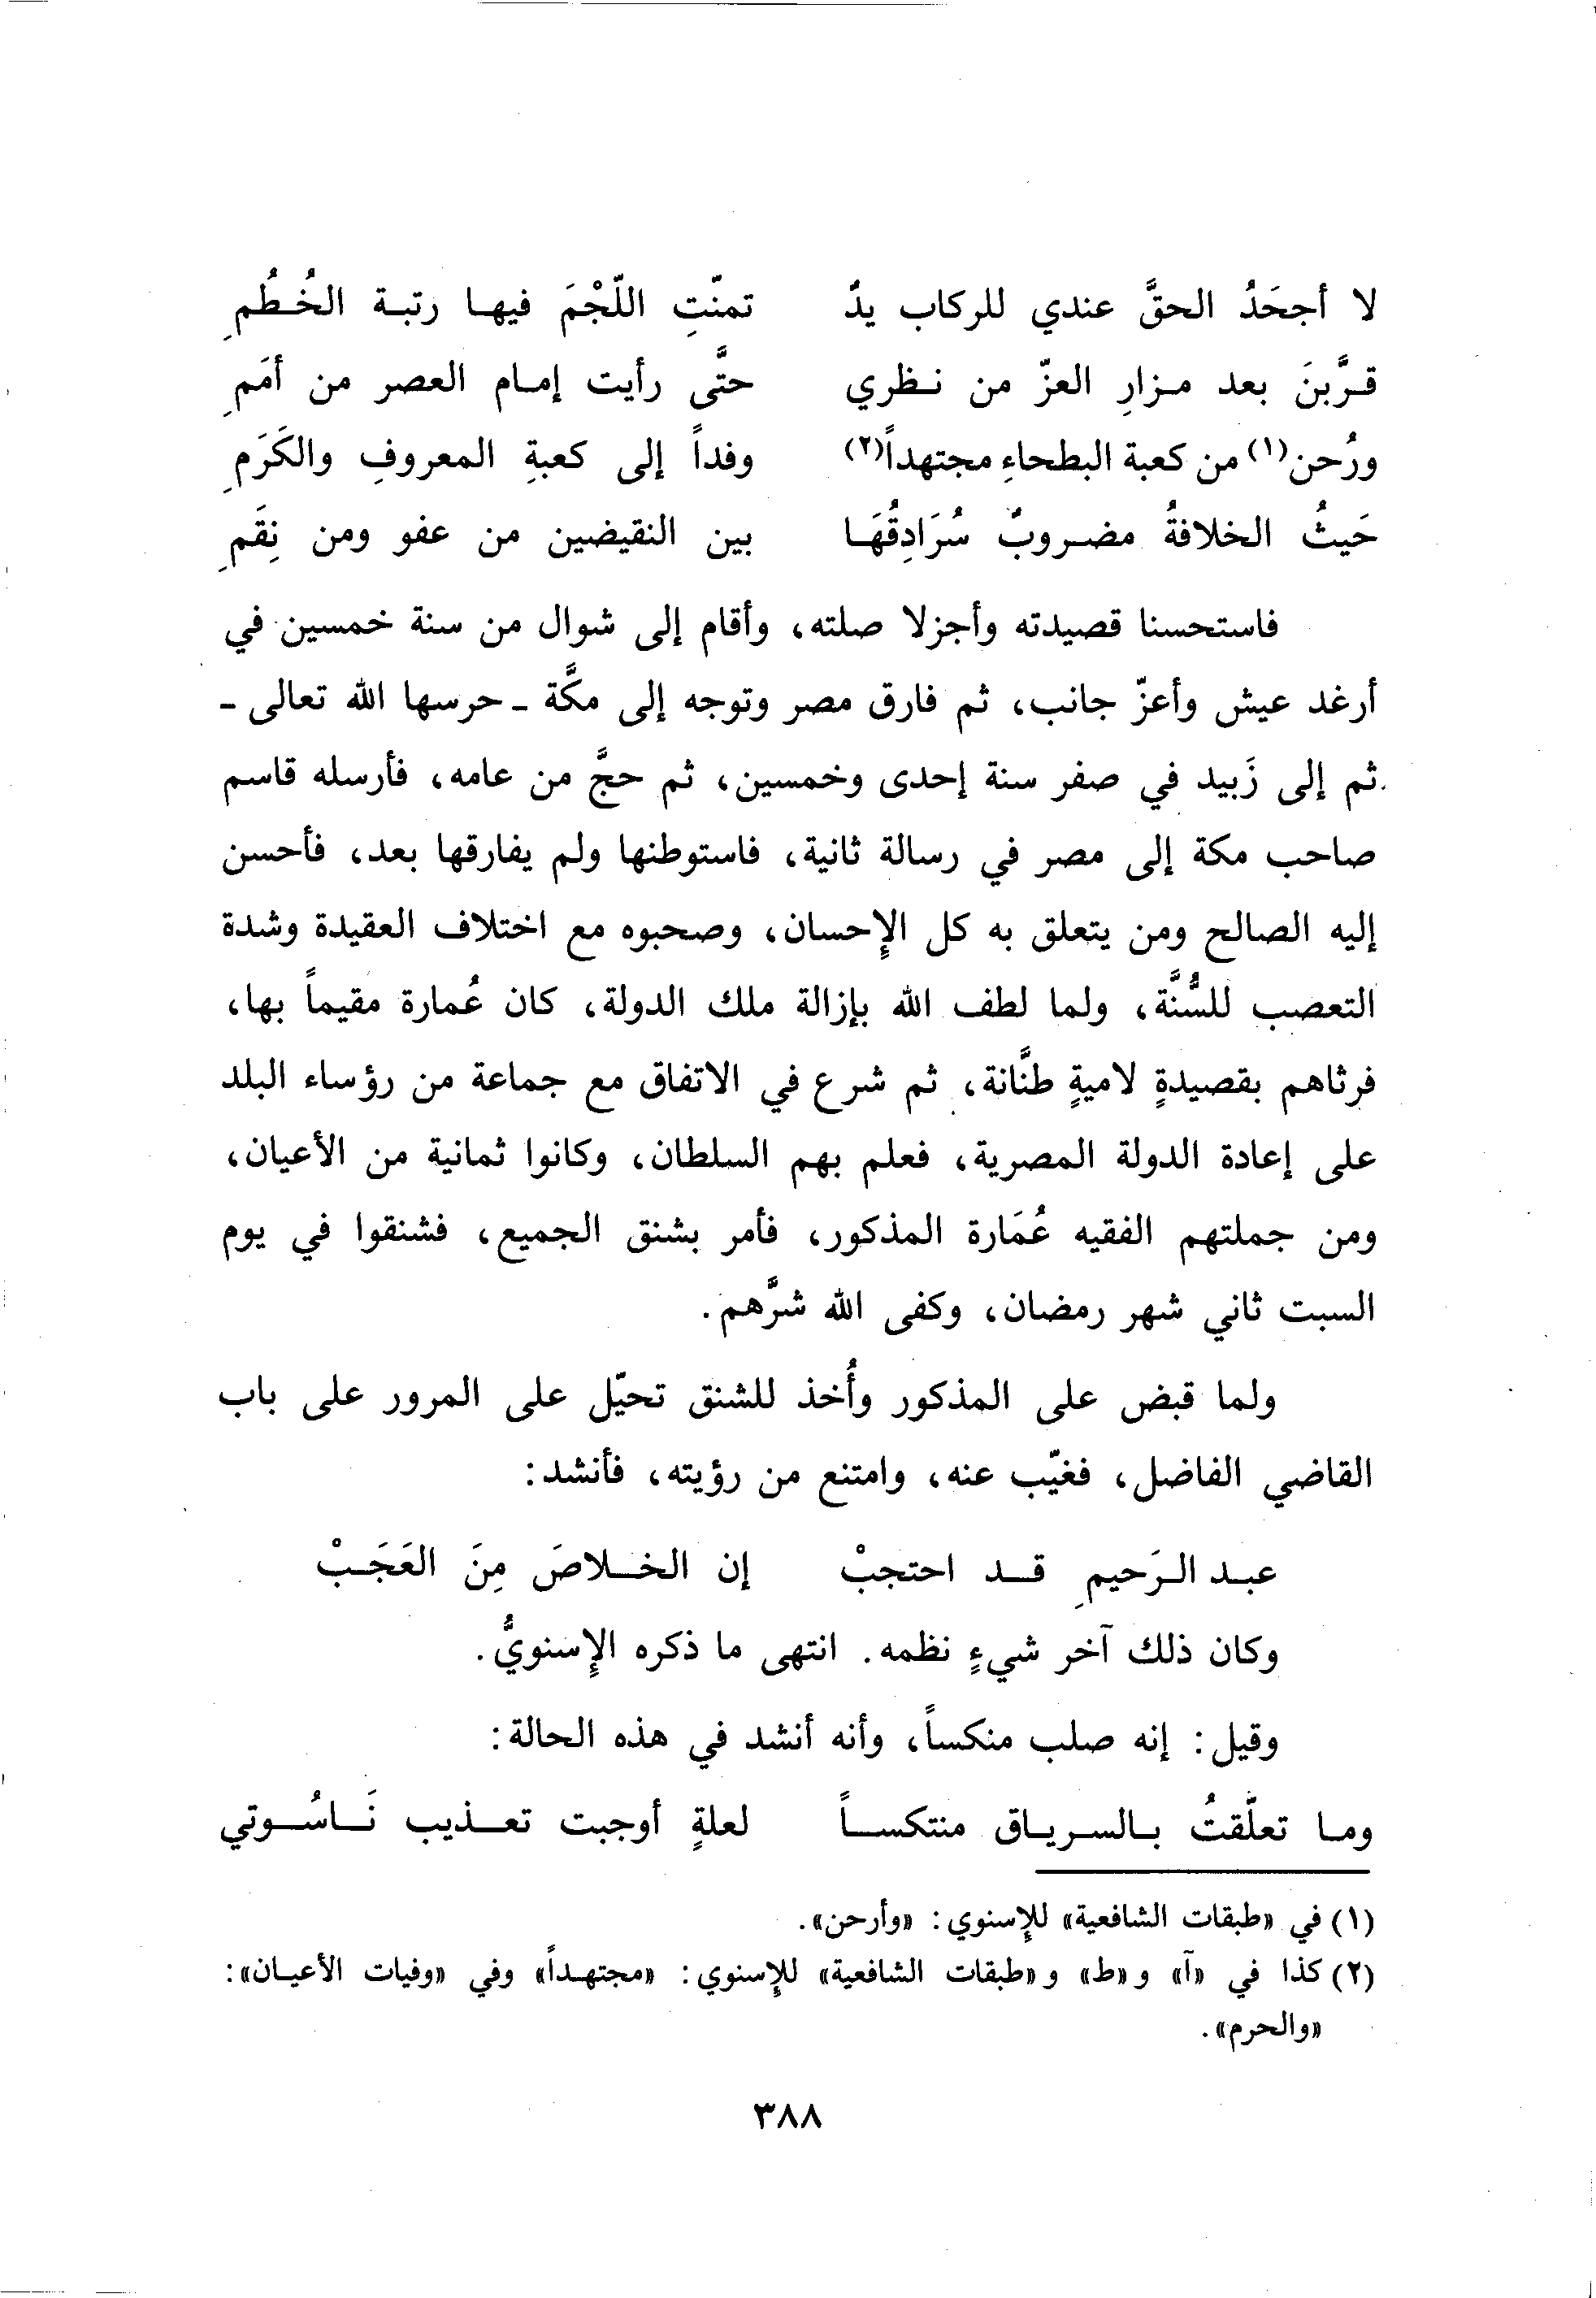 لا أجحَدُ الحقَّ عندي للركاب يدٌ تمنّتِ اللّجْمَ فيها رتبة الخُطُمِ
قرَّبنَ بعد مزارِ العزّ من نظري حتَّى رأيت إمام العصر من أمَمِ
ورُحن(١) من كعبة البطحاءِ مجتهداً(٢) وفداً إلى كعبةِ المعروفِ والكَرَمِ
حَيثُ الخلافةُ مضروبٌ سُرَادِقُهَا بين النقيضين من عفو ومن نِقَمِ
فاستحسنا قصيدته وأجزلا صلته، وأقام إلى شوال من سنة خمسين في
أرغد عيش وأعزّ جانب، ثم فارق مصر وتوجه إلى مكَّة - حرسها الله تعالى -
ثم إلى زَبيد في صفر سنة إحدى وخمسين، ثم حجَّ من عامه، فأرسله قاسم
صاحب مكة إلى مصر في رسالة ثانية، فاستوطنها ولم يفارقها بعد، فأحسن
إليه الصالح ومن يتعلق به كل الإِحسان، وصحبوه مع اختلاف العقيدة وشدة
التعصب للسُّنَّة، ولما لطف الله بإزالة ملك الدولة، كان عُمارة مقيماً بها،
فرثاهم بقصيدةٍ لاميةٍ طنَّانة، ثم شرع في الاتفاق مع جماعة من رؤساء البلد
على إعادة الدولة المصرية، فعلم بهم السلطان، وكانوا ثمانية من الأعيان،
ومن جملتهم الفقيه عُمَارة المذكور، فأمر بشنق الجميع، فشنقوا في يوم
السبت ثاني شهر رمضان، وكفى الله شرَّهم.
ولما قبض على المذكور وأُخذ للشنق تحيّل على المرور على باب
القاضي الفاضل، فغيّب عنه، وامتنع من رؤيته، فأنشد:
عبد الرَحيمِ قد احتجبْ إن الخلاصَ مِنَ العَجَبْ
وكان ذلك آخر شيءٍ نظمه. انتهى ما ذكره الإِسنويُّ.
وقيل: إنه صلب منكساً، وأنه أنشد في هذه الحالة:
وما تعلّقتُ بالسرياق منتكساً لعلةٍ أوجبت تعذيب نَاسُوتي
(١) في «طبقات الشافعية» للإِسنوي: «وأرحن».
(٢) كذا في «آ» و«ط» و«طبقات الشافعية» للإِسنوي: «مجتهداً» وفي «وفيات الأعيان»:
«والحرم».
٣٨٨